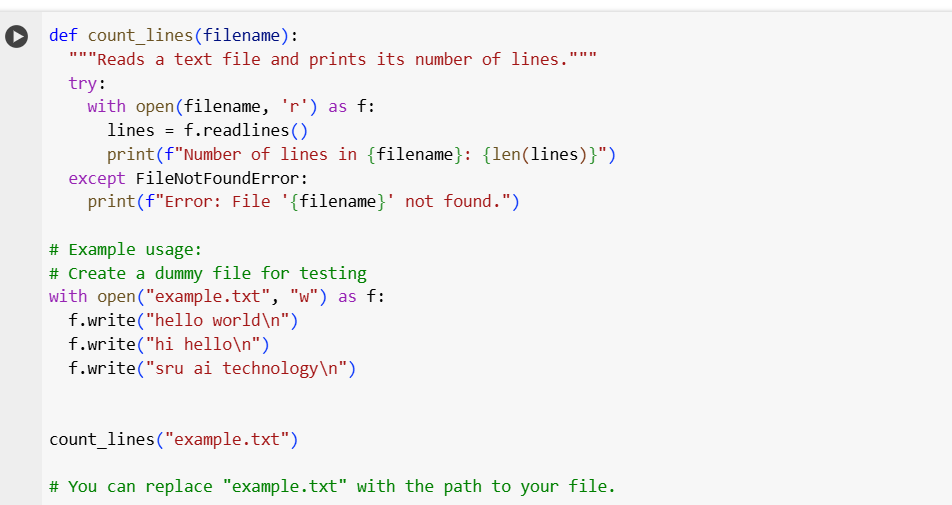 def count_lines(filename):
  """Reads a text file and prints its number of lines."""
  try:
    with open(filename, 'r') as f:
      lines = f.readlines()
      print(f"Number of lines in {filename}: {len(lines)}")
  except FileNotFoundError:
    print(f"Error: File '{filename}' not found.")

# Example usage:
# Create a dummy file for testing
with open("example.txt", "w") as f:
  f.write("hello world\n")
  f.write("hi hello\n")
  f.write("sru ai technology\n")

count_lines("example.txt")

# You can replace "example.txt" with the path to your file.